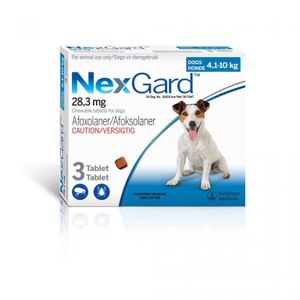 For animal use only/Slegs vir dieregebruik.
DOGS
HONDE
4,1-10 kg
NexGard™
28,3 mg
Chewable tablets for dogs
Afoxolaner/Afoksolaner
CAUTION/VERSIGTIG
3 Tablet
Tablet